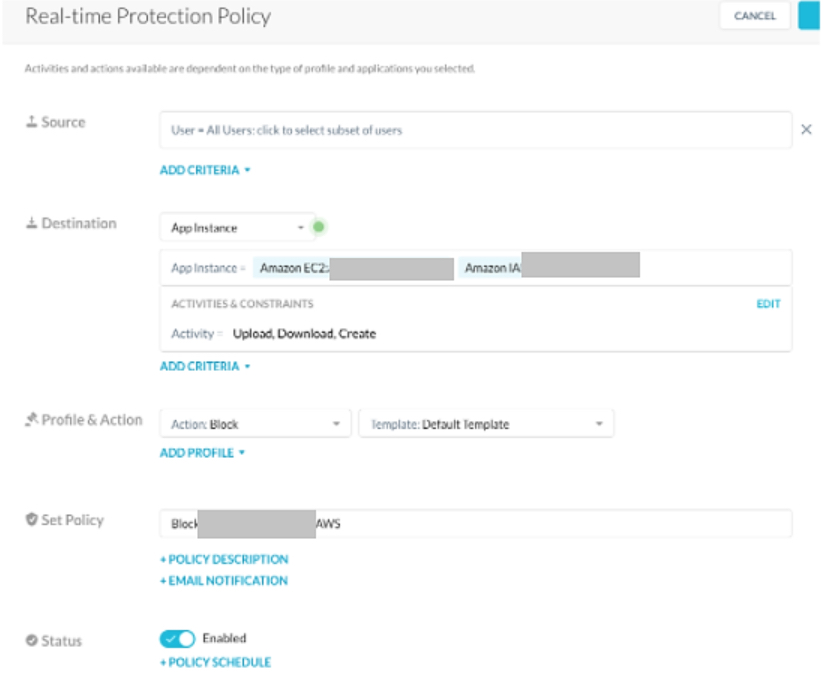 Real-time Protection Policy
CANCEL
Activities and actions available are dependent on the type of profile and applications you selected.
Source
User = All Users: click to select subset of users
ADD CRITERIA
Destination
App Instance
App Instance = Amazon EC2: Amazon IA
ACTIVITIES & CONSTRAINTS EDIT
Activity = Upload, Download, Create
ADD CRITERIA
Profile & Action
Action: Block Template: Default Template
ADD PROFILE
Set Policy
Block AWS
+ POLICY DESCRIPTION
+ EMAIL NOTIFICATION
Status
Enabled
+ POLICY SCHEDULE